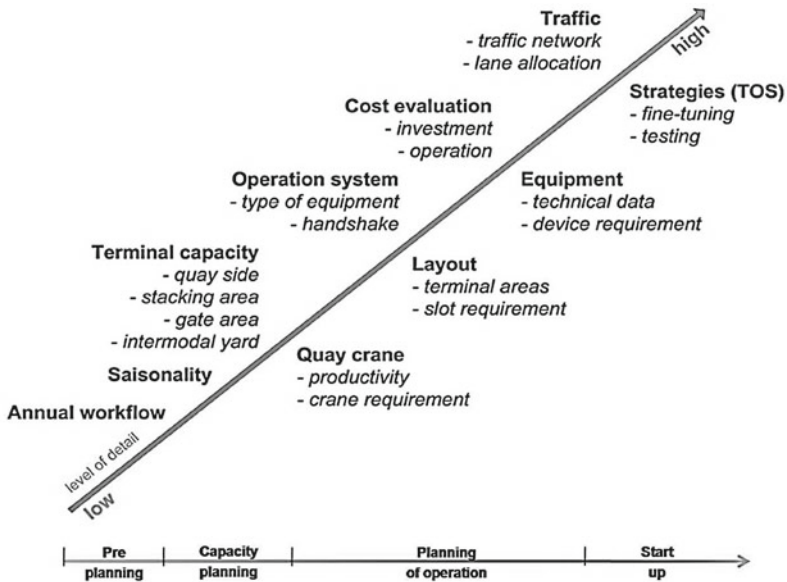 Traffic
- traffic network
- lane allocation
high
Strategies (TOS)
- fine-tuning
- testing
Cost evaluation
- investment
- operation
Operation system
- type of equipment
- handshake
Equipment
- technical data
- device requirement
Terminal capacity
- quay side
- stacking area
- gate area
- intermodal yard
Layout
- terminal areas
- slot requirement
Saisonality
Quay crane
- productivity
- crane requirement
Annual workflow
level of detail
low
Pre
planning
Capacity
planning
Planning
of operation
Start
up